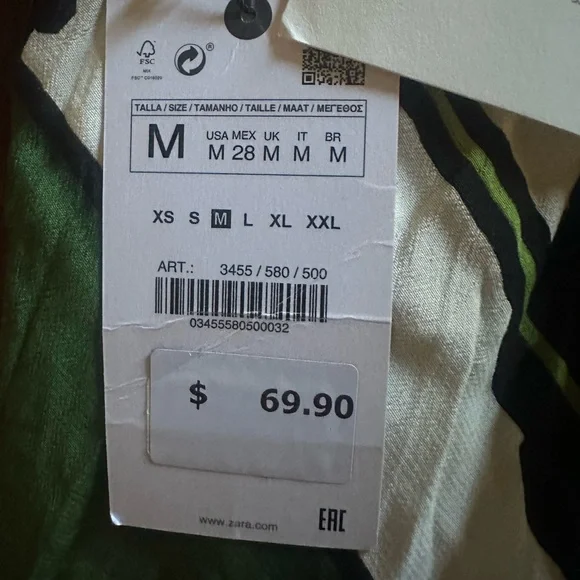 FSC
MIX
®
TALLA / SIZE / TAMANHO / TAILLE / MAAT / ΜΕΓΕΘΟΣ
M
USA MEX UK IT BR
M 28 M M M
XS S M L XL XXL
ART.: 3455 / 580 / 500
03455580500032
$ 69.90
www.zara.com
EAC